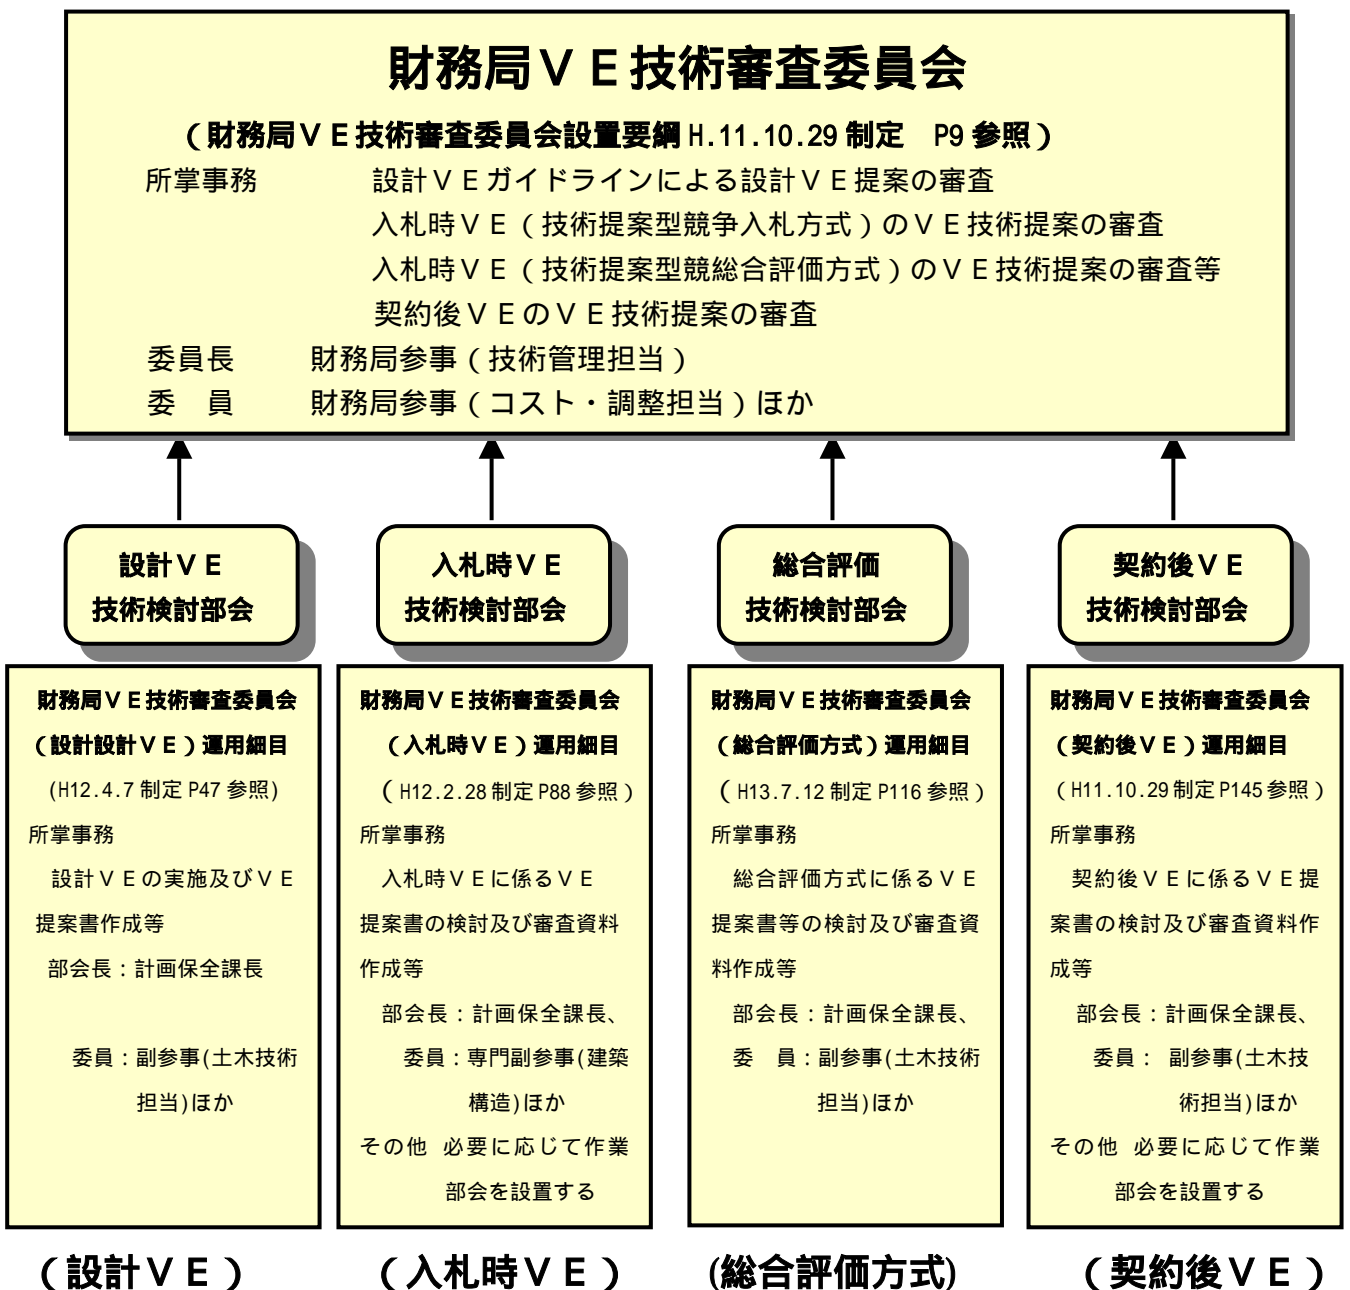 財務局ＶＥ技術審査委員会
（財務局ＶＥ技術審査委員会設置要綱H.11.10.29制定　P9参照）
所掌事務　設計ＶＥガイドラインによる設計ＶＥ提案の審査
入札時ＶＥ（技術提案型競争入札方式）のＶＥ技術提案の審査
入札時ＶＥ（技術提案型競総合評価方式）のＶＥ技術提案の審査等
契約後ＶＥのＶＥ技術提案の審査
委員長　財務局参事（技術管理担当）
委　員　財務局参事（コスト・調整担当）ほか
設計ＶＥ
技術検討部会
入札時ＶＥ
技術検討部会
総合評価
技術検討部会
契約後ＶＥ
技術検討部会
財務局ＶＥ技術審査委員会
（設計設計ＶＥ）運用細目
(H12.4.7制定P47参照)
所掌事務
設計ＶＥの実施及びＶＥ
提案書作成等
部会長：計画保全課長
委員：副参事(土木技術
担当)ほか
財務局ＶＥ技術審査委員会
（入札時ＶＥ）運用細目
（H12.2.28制定P88参照）
所掌事務
入札時ＶＥに係るＶＥ
提案書の検討及び審査資料
作成等
部会長：計画保全課長、
委員：専門副参事(建築
構造)ほか
その他　必要に応じて作業
部会を設置する
財務局ＶＥ技術審査委員会
（総合評価方式）運用細目
（H13.7.12制定P116参照）
所掌事務
総合評価方式に係るＶＥ
提案書等の検討及び審査資
料作成等
部会長：計画保全課長、
委　員：副参事(土木技術
担当)ほか
財務局ＶＥ技術審査委員会
（契約後ＶＥ）運用細目
（H11.10.29制定P145参照）
所掌事務
契約後ＶＥに係るＶＥ提
案書の検討及び審査資料作
成等
部会長：計画保全課長、
委員：　副参事(土木技
術担当)ほか
その他　必要に応じて作業
部会を設置する
（設計ＶＥ）
（入札時ＶＥ）
(総合評価方式)
（契約後ＶＥ）